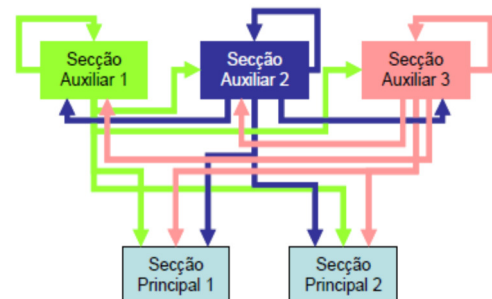 Secção
Auxiliar 1
Secção
Auxiliar 2
Secção
Auxiliar 3
Secção
Principal 1
Secção
Principal 2